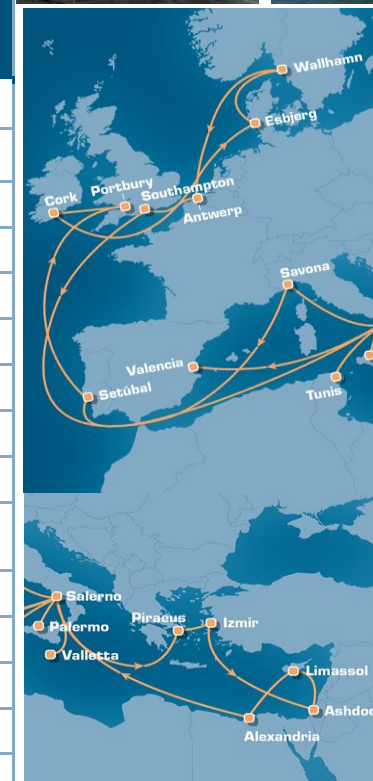 Wallhamn
Esbjerg
Portbury
Southampton
Cork
Antwerp
Savona
Valencia
Setúbal
Tunis
Salerno
Piraeus
Izmir
Palermo
Valletta
Limassol
Ashdod
Alexandria